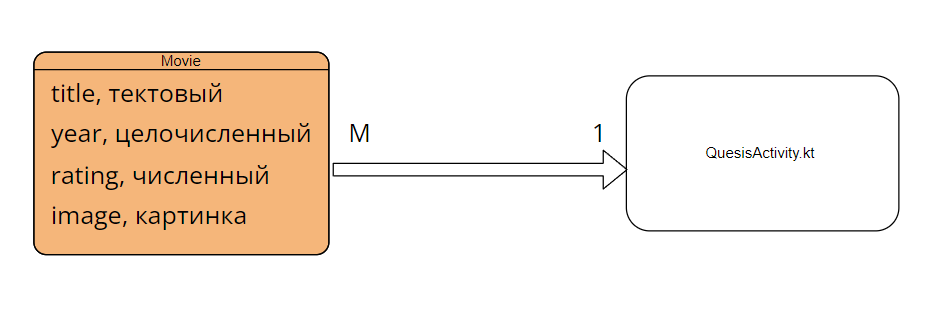 Movie
title, тектовый
year, целочисленный
rating, численный
image, картинка
M
1
QuesisActivity.kt